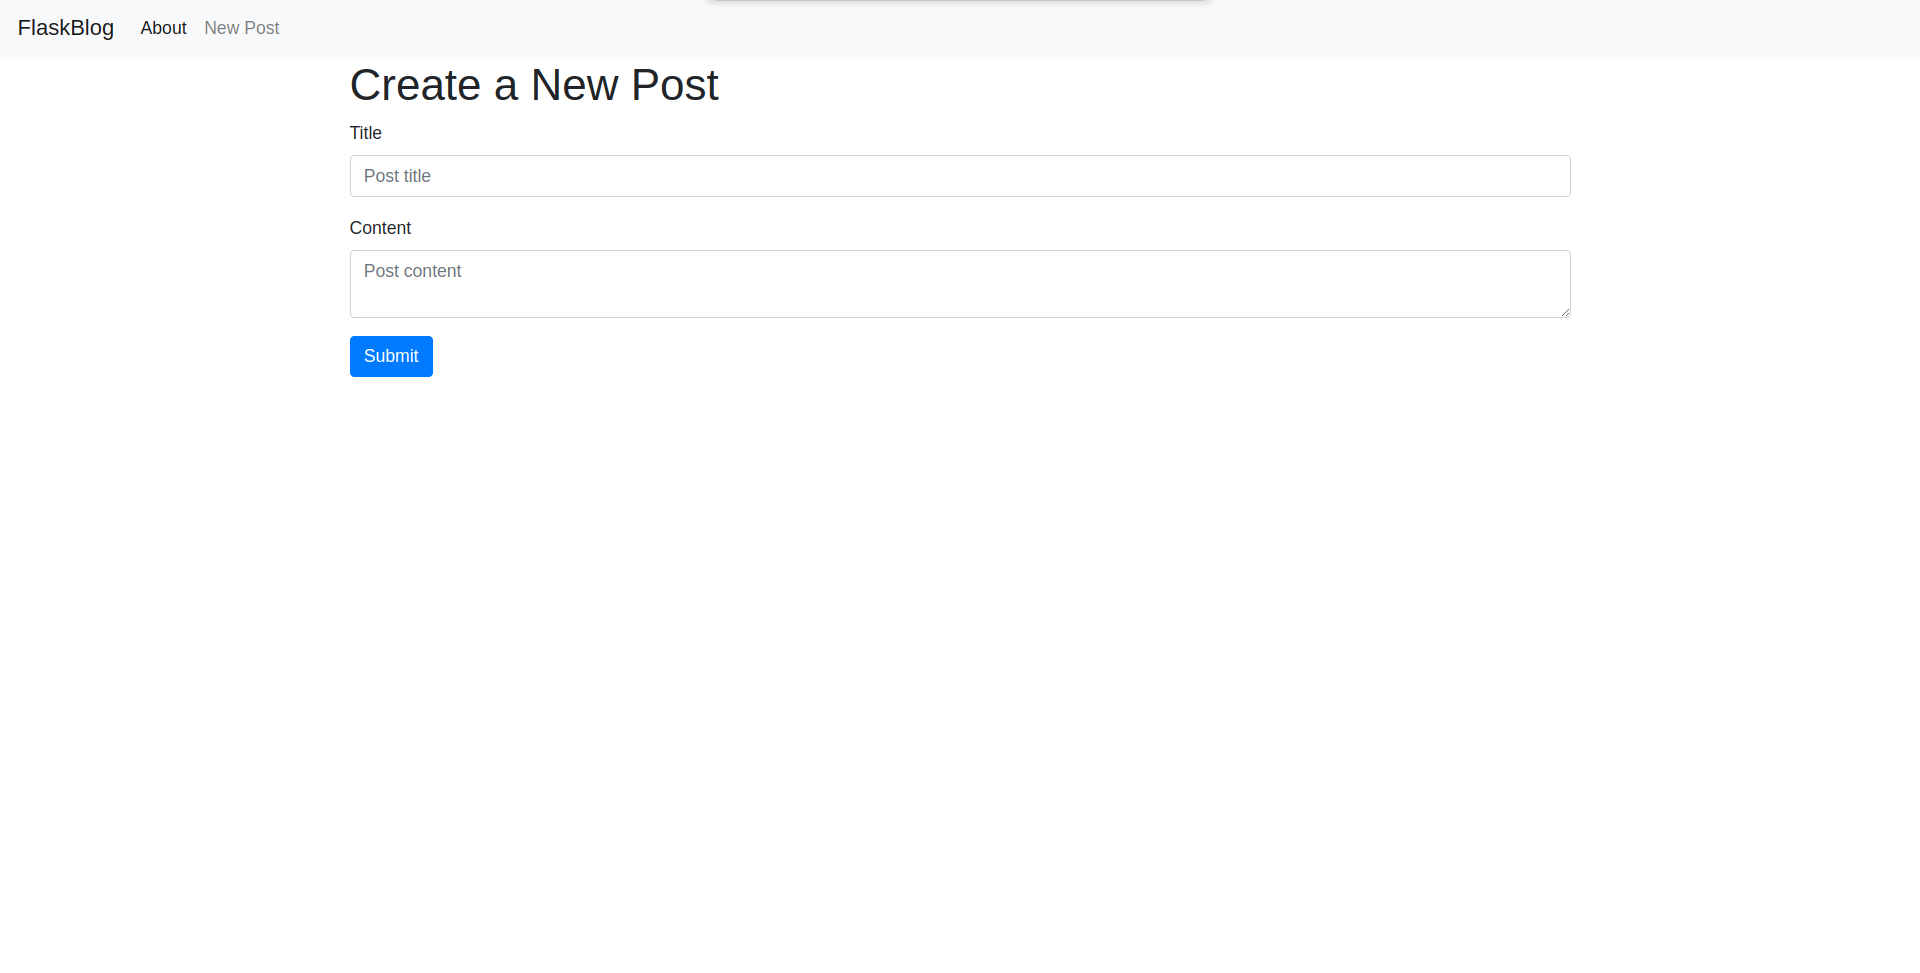 FlaskBlog About New Post
Create a New Post
Title
Post title
Content
Post content
Submit